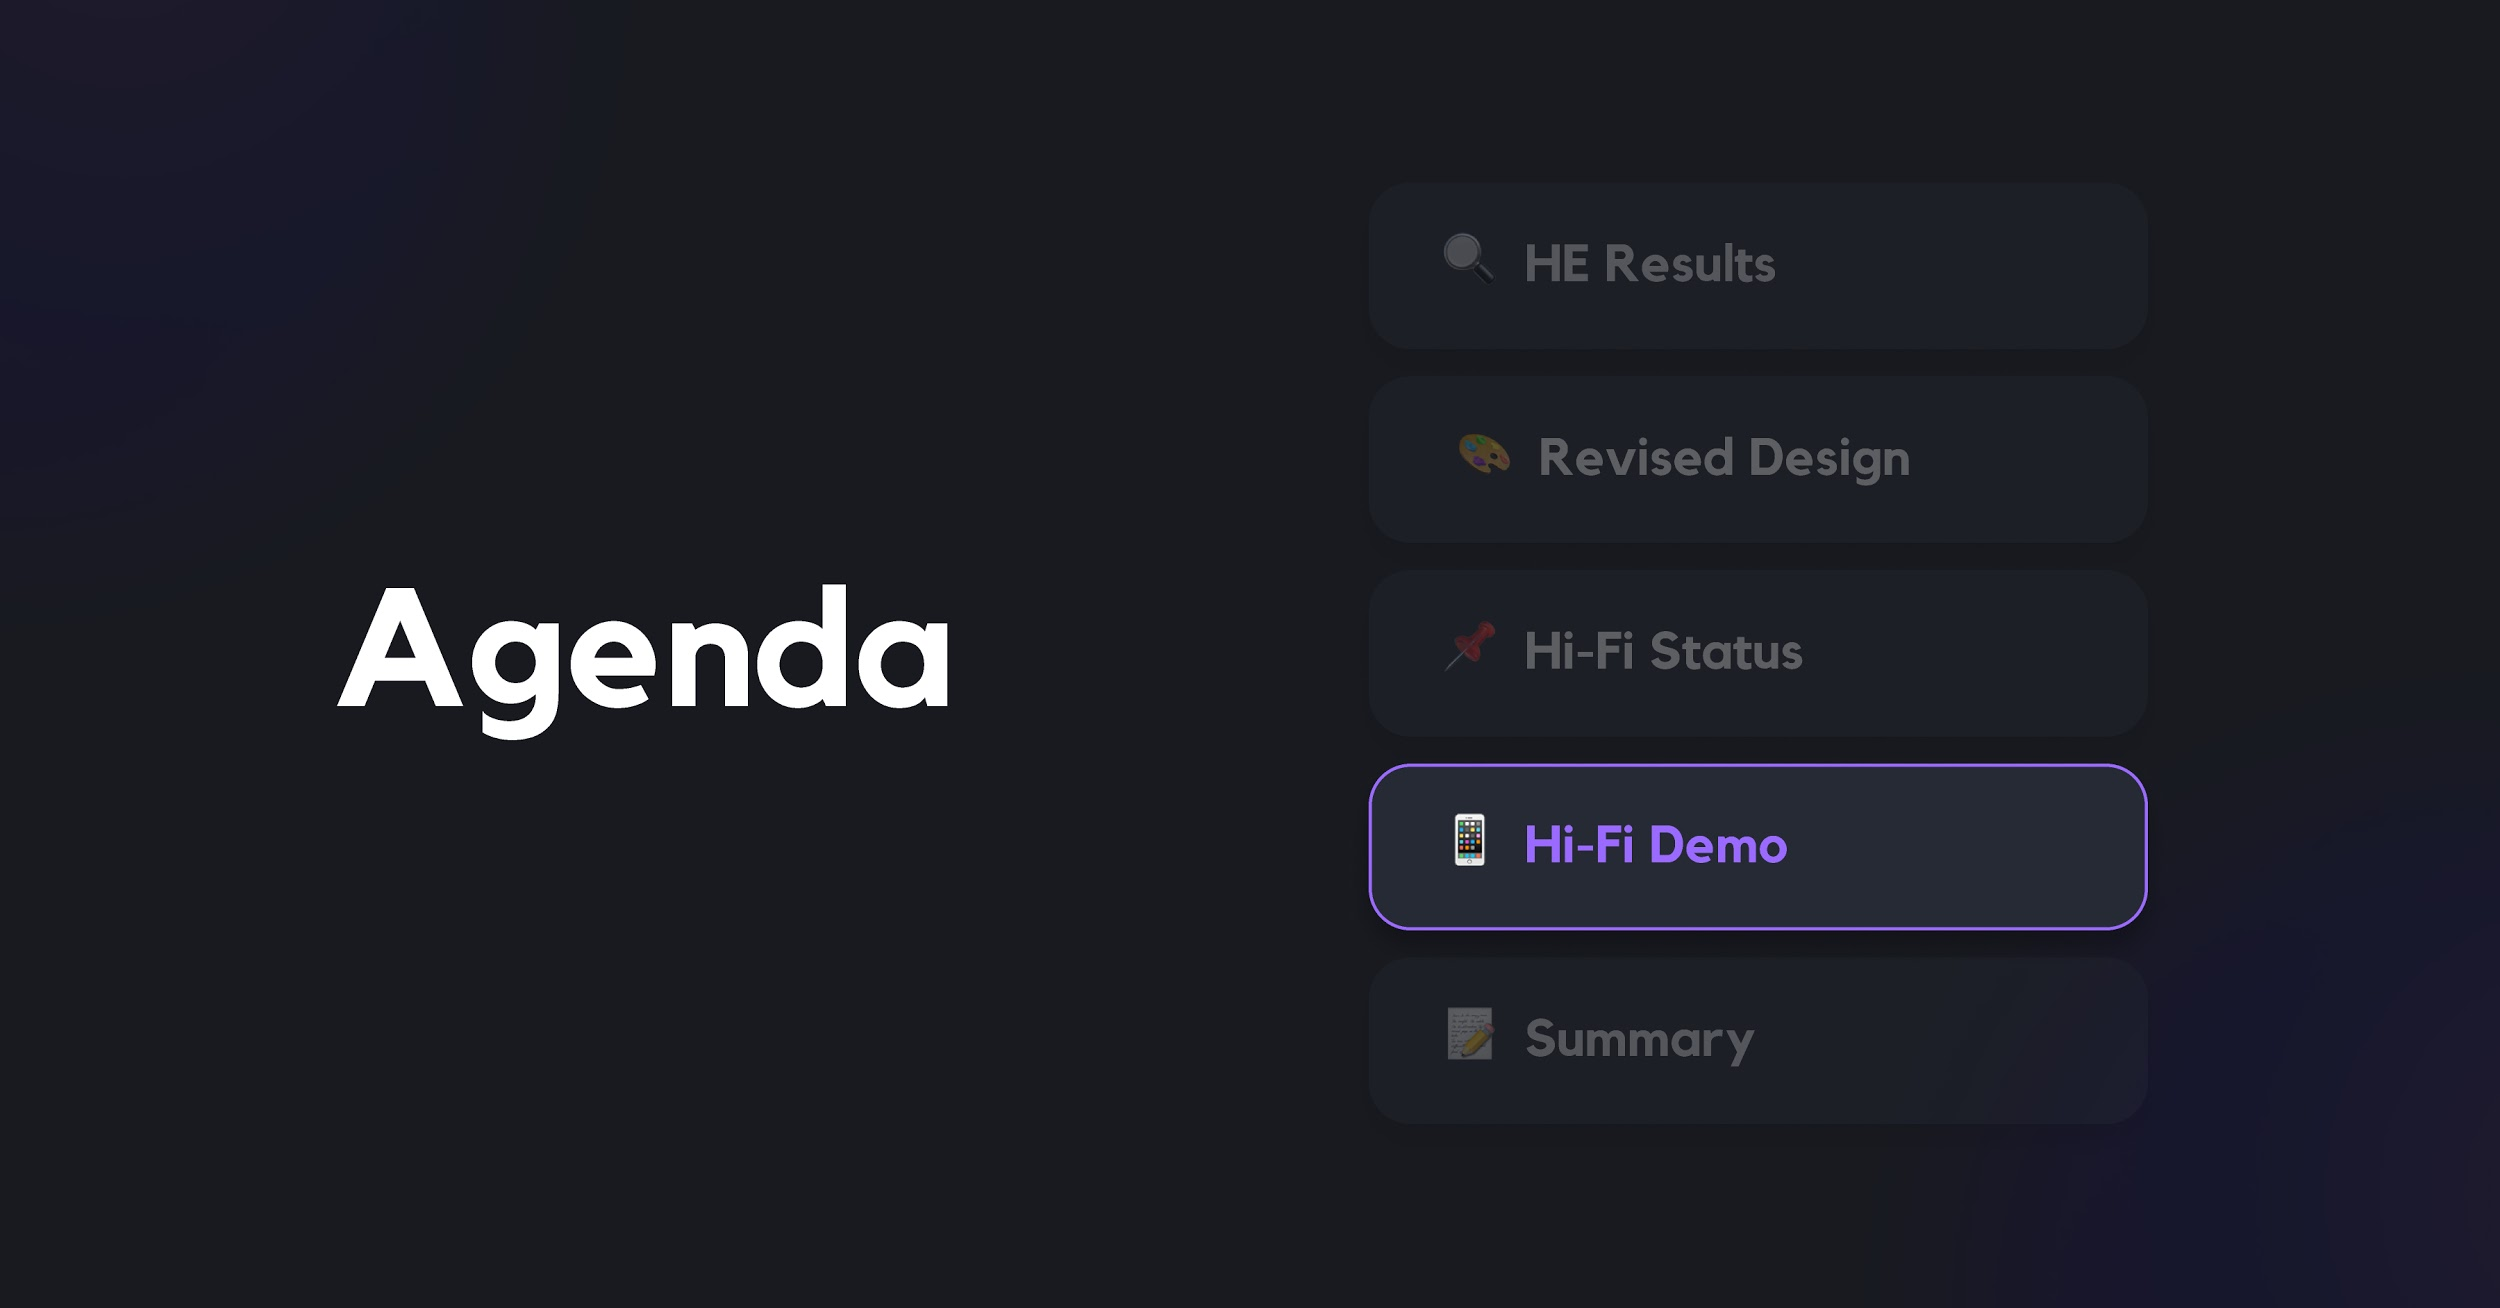 Agenda
HE Results
Revised Design
Hi-Fi Status
Hi-Fi Demo
Summary